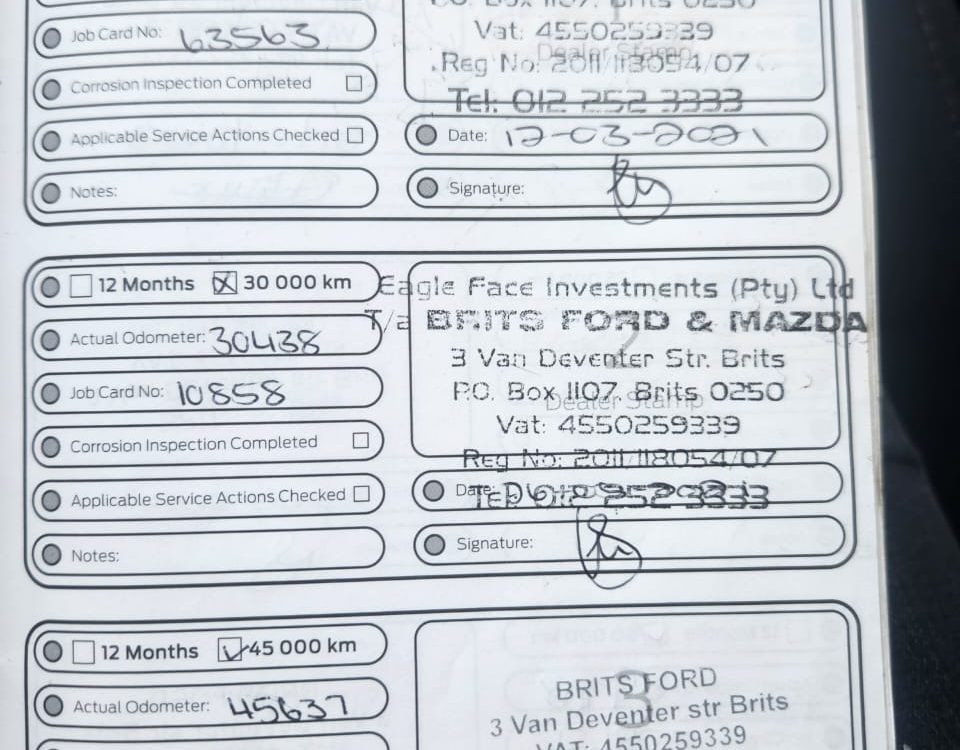 Job Card No: 63563
Vat: 4550259339
Dealer Stamp
Reg No: 2011/118054/07
Corrosion Inspection Completed
Tel: 012 252 3333
Applicable Service Actions Checked
Date: 12-03-2021
Notes:
Signature:
12 Months 30 000 km
Eagle Face Investments (Pty) Ltd
T/a BRITS FORD & MAZDA
Actual Odometer: 30438
3 Van Deventer Str. Brits
Job Card No: 10858
P.O. Box 1107, Brits 0250
Dealer Stamp
Vat: 4550259339
Corrosion Inspection Completed
Reg No: 2011/118054/07
Applicable Service Actions Checked
Date:
Tel: 012 252 3333
Notes:
Signature:
12 Months 45 000 km
Actual Odometer: 45637
3
BRITS FORD
3 Van Deventer str Brits
VAT: 4550259339